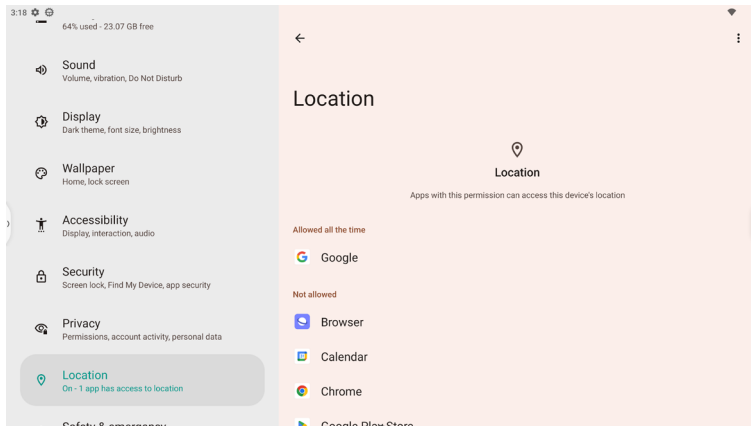 3:18
64% used - 23.07 GB free
Sound
Volume, vibration, Do Not Disturb
Display
Dark theme, font size, brightness
Wallpaper
Home, lock screen
Accessibility
Display, interaction, audio
Security
Screen lock, Find My Device, app security
Privacy
Permissions, account activity, personal data
Location
On - 1 app has access to location
Safety & emergency
Location
Location
Apps with this permission can access this device's location
Allowed all the time
Google
Not allowed
Browser
Calendar
Chrome
Google Play Store